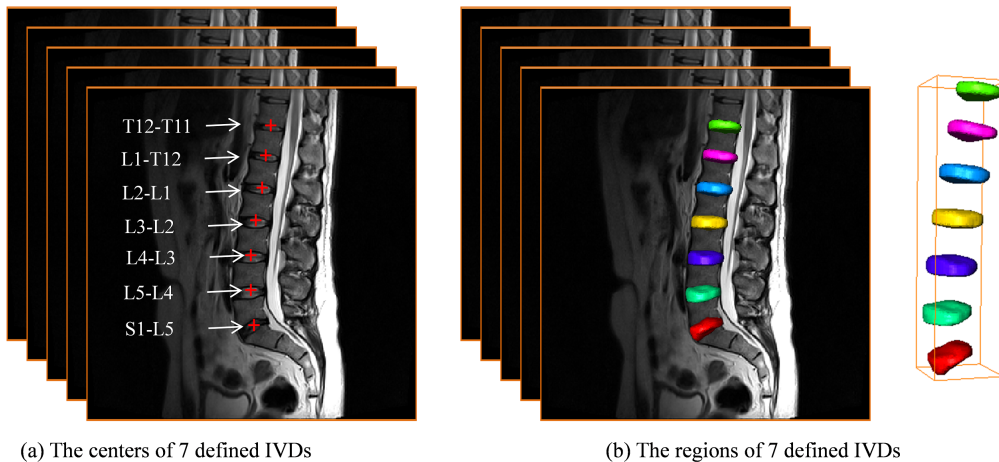 T12-T11
L1-T12
L2-L1
L3-L2
L4-L3
L5-L4
S1-L5
(a) The centers of 7 defined IVDs
(b) The regions of 7 defined IVDs